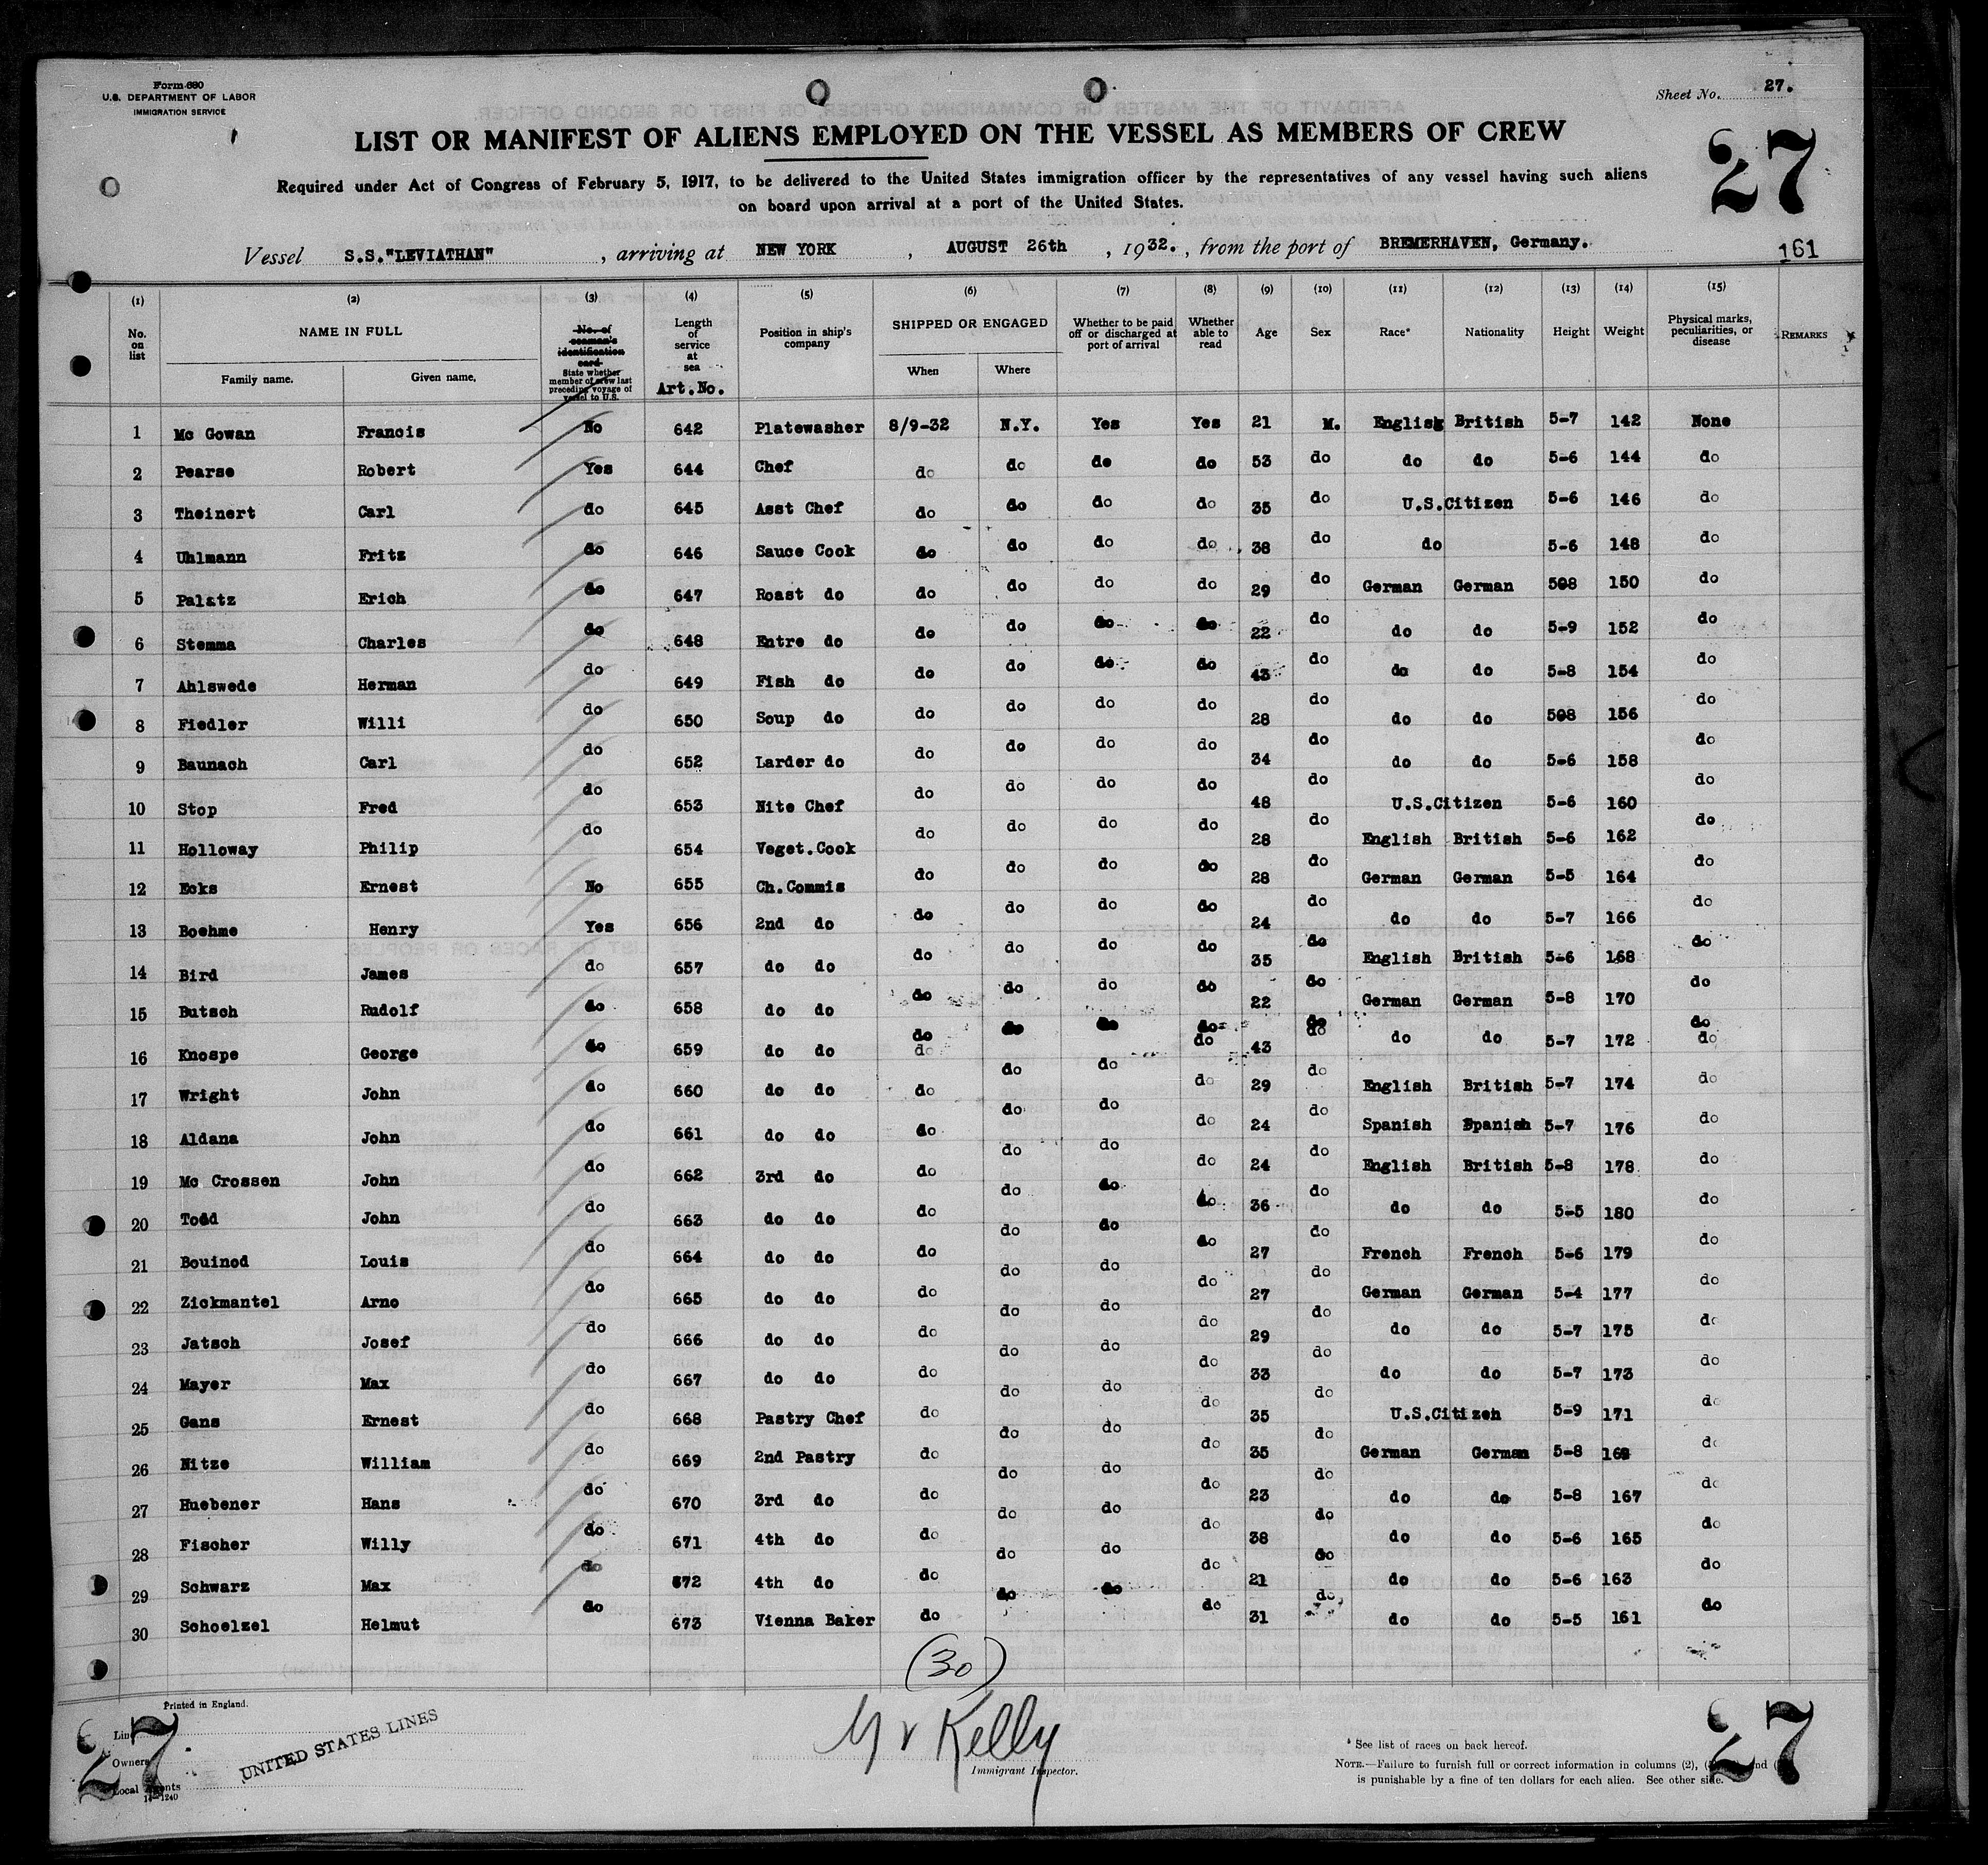 Form 680
U.S. DEPARTMENT OF LABOR
IMMIGRATION SERVICE
Sheet No. 27.
LIST OR MANIFEST OF ALIENS EMPLOYED ON THE VESSEL AS MEMBERS OF CREW
27
Required under Act of Congress of February 5, 1917, to be delivered to the United States immigration officer by the representatives of any vessel having such aliens
on board upon arrival at a port of the United States.
Vessel S.S."LEVIATHAN", arriving at NEW YORK, AUGUST 26th, 1932., from the port of BREMERHAVEN, Germany. 161
(1) (2) (3) (4) (5) (6) (7) (8) (9) (10) (11) (12) (13) (14) (15)
No. on list NAME IN FULL Family name. Given name. No. of seaman's identification card State whether member of crew last preceding voyage of vessel to U.S. Length of service at sea Art.No. Position in ship's company SHIPPED OR ENGAGED When Where Whether to be paid off or discharged at port of arrival Whether able to read Age Sex Race* Nationality Height Weight Physical marks, peculiarities, or disease REMARKS
1 Mc Gowan Francis No 642 Platewasher 8/9-32 N.Y. Yes Yes 21 M. English British 5-7 142 None
2 Pearse Robert Yes 644 Chef do do do do 53 do do do 5-6 144 do
3 Theinert Carl do 645 Asst Chef do do do do 35 do U.S.Citizen 5-6 146 do
4 Uhlmann Fritz do 646 Sauce Cook do do do do 38 do do 5-6 148 do
5 Palatz Erich do 647 Roast do do do do do 29 do German German 508 150 do
6 Stemma Charles do 648 Entre do do do do do 22 do do do 5-9 152 do
7 Ahlswede Herman do 649 Fish do do do do do 43 do do do 5-8 154 do
8 Fiedler Willi do 650 Soup do do do do do 28 do do do 508 156 do
9 Baunach Carl do 652 Larder do do do do do 34 do do do 5-6 158 do
10 Stop Fred do 653 Nite Chef do do do do 48 do U.S.Citizen 5-6 160 do
11 Holloway Philip do 654 Veget.Cook do do do do 28 do English British 5-6 162 do
12 Ecks Ernest No 655 Ch.Commis do do do do 28 do German German 5-5 164 do
13 Boehme Henry Yes 656 2nd do do do do do 24 do do do 5-7 166 do
14 Bird James do 657 do do do do do do 35 do English British 5-6 168 do
15 Butsch Rudolf do 658 do do do do do do 22 do German German 5-8 170 do
16 Knospe George do 659 do do do do do do 43 do do do 5-7 172 do
17 Wright John do 660 do do do do do do 29 do English British 5-7 174 do
18 Aldana John do 661 do do do do do do 24 do Spanish Spanish 5-7 176 do
19 Mc Crossen John do 662 3rd do do do do do 24 do English British 5-8 178 do
20 Todd John do 663 do do do do do do 36 do do do 5-5 180 do
21 Bouinod Louis do 664 do do do do do do 27 do French French 5-6 179 do
22 Zickmantel Arno do 665 do do do do do do 27 do German German 5-4 177 do
23 Jatsch Josef do 666 do do do do do do 29 do do do 5-7 175 do
24 Mayer Max do 667 do do do do do do 33 do do do 5-7 173 do
25 Gans Ernest do 668 Pastry Chef do do do do 35 do U.S.Citizen 5-9 171 do
26 Nitze William do 669 2nd Pastry do do do do 35 do German German 5-8 do
27 Huebener Hans do 670 3rd do do do do do 23 do do do 5-8 167 do
28 Fischer Willy do 671 4th do do do do do 38 do do do 5-6 165 do
29 Schwarz Max do 672 4th do do do do do 21 do do do 5-6 163 do
30 Schoelzel Helmut do 673 Vienna Baker do do do do 31 do do do 5-5 161 do
(30)
Printed in England.
27
Line
Owners
Local Agents
UNITED STATES LINES
Kelly
Immigrant Inspector.
* See list of races on back hereof.
NOTE.—Failure to furnish full or correct information in columns (2), and
is punishable by a fine of ten dollars for each alien. See other side.
27